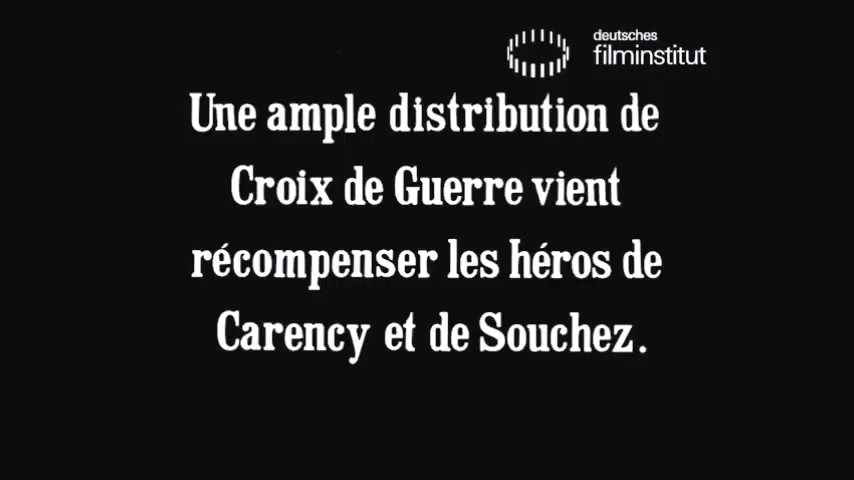 deutsches
filminstitut
Une ample distribution de
Croix de Guerre vient
récompenser les héros de
Carency et de Souchez.